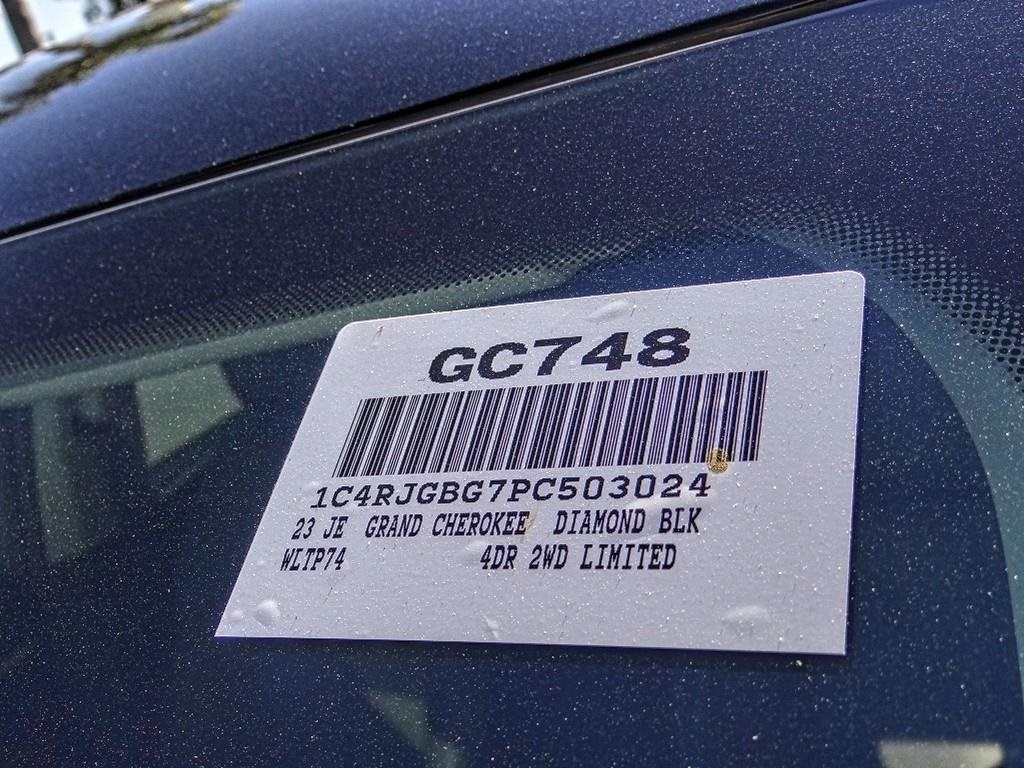 GC748
1C4RJGBG7PC503024
23 JE GRAND CHEROKEE DIAMOND BLK
WLTP74 4DR 2WD LIMITED